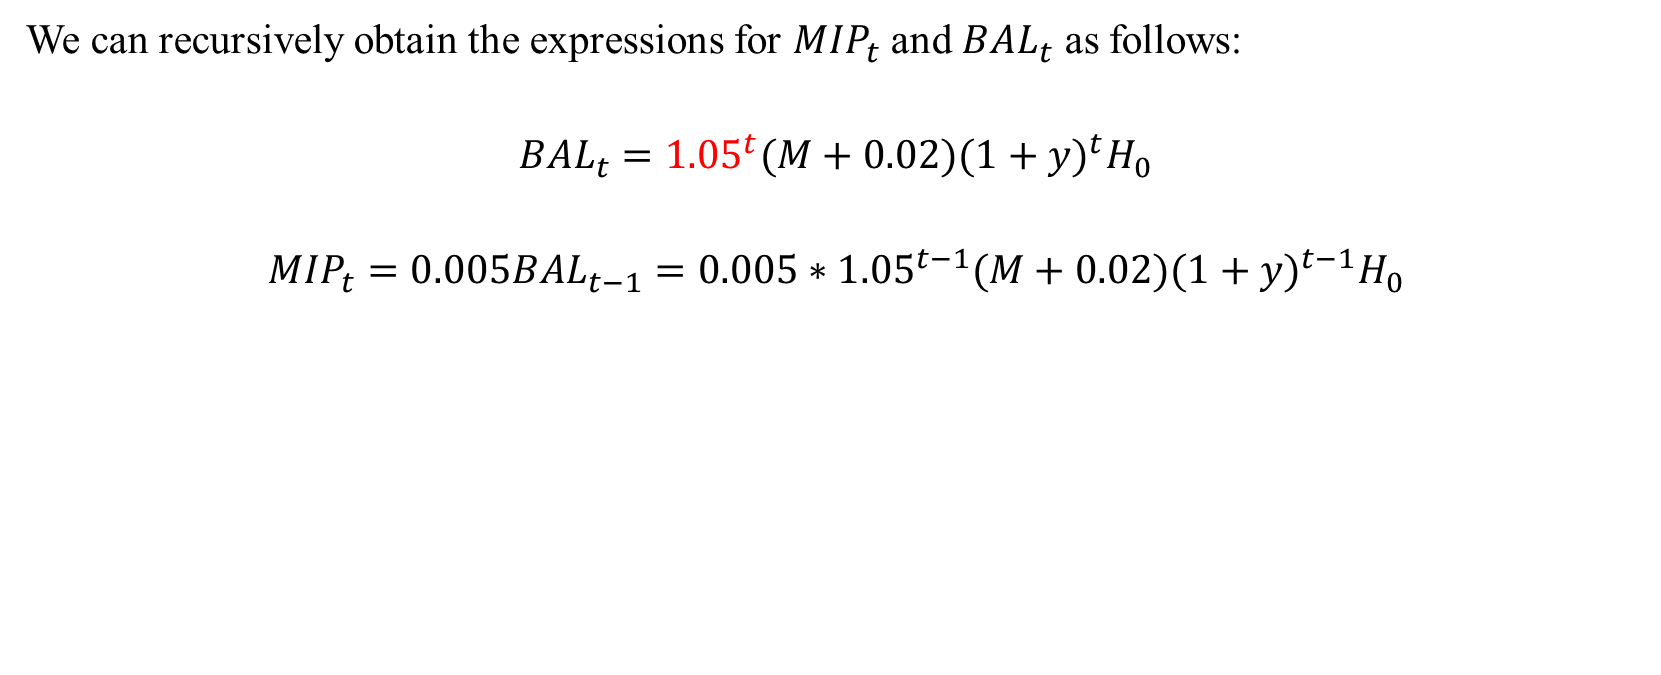 We can recursively obtain the expressions for $MIP_t$ and $BAL_t$ as follows:
$BAL_t = 1.05^t(M + 0.02)(1 + y)^t H_0$
$MIP_t = 0.005BAL_{t-1} = 0.005 * 1.05^{t-1}(M + 0.02)(1 + y)^{t-1} H_0$